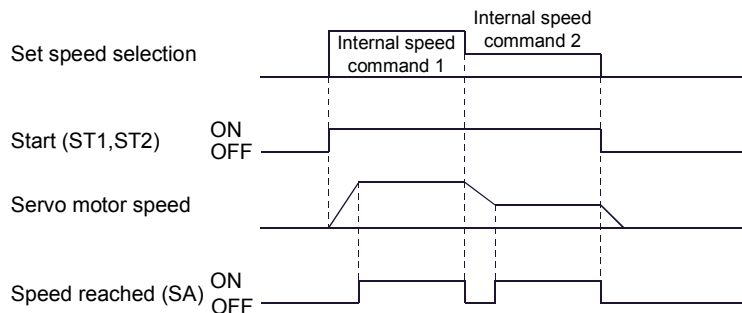 Set speed selection
Internal speed
command 1
Internal speed
command 2
Start (ST1,ST2)
ON
OFF
Servo motor speed
Speed reached (SA)
ON
OFF